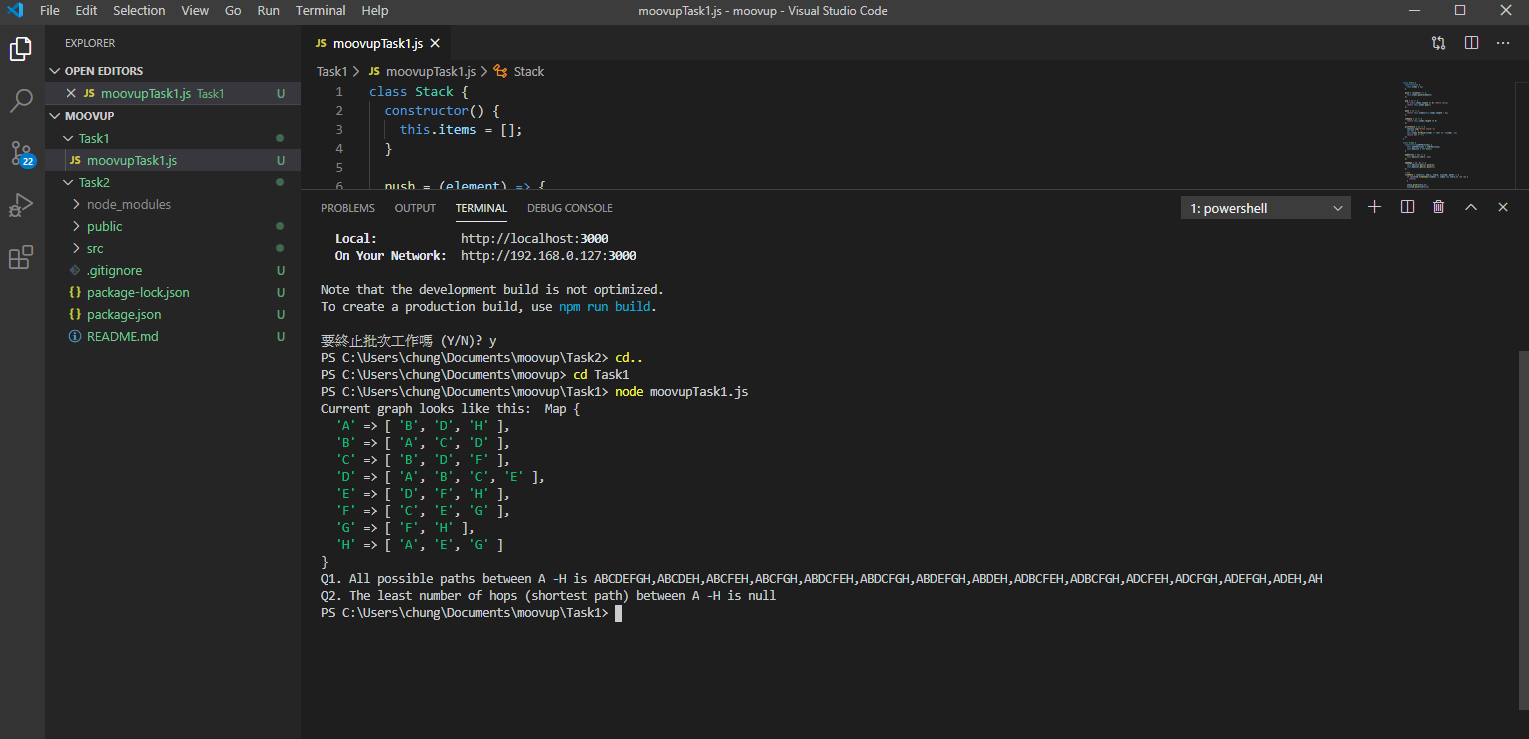 File Edit Selection View Go Run Terminal Help moovupTask1.js - moovup - Visual Studio Code
EXPLORER
OPEN EDITORS
JS moovupTask1.js Task1 U
MOOVUP
Task1
JS moovupTask1.js U
Task2
node_modules
public
src
.gitignore U
{} package-lock.json U
{} package.json U
README.md U
22
JS moovupTask1.js
Task1 > JS moovupTask1.js > Stack
1 class Stack {
2 constructor() {
3 this.items = [];
4 }
5
6 push = (element) => {
PROBLEMS OUTPUT TERMINAL DEBUG CONSOLE 1: powershell
Local: http://localhost:3000
On Your Network: http://192.168.0.127:3000
Note that the development build is not optimized.
To create a production build, use npm run build.
要終止批次工作嗎 (Y/N)? y
PS C:\Users\chung\Documents\moovup\Task2> cd..
PS C:\Users\chung\Documents\moovup> cd Task1
PS C:\Users\chung\Documents\moovup\Task1> node moovupTask1.js
Current graph looks like this:  Map {
'A' => [ 'B', 'D', 'H' ],
'B' => [ 'A', 'C', 'D' ],
'C' => [ 'B', 'D', 'F' ],
'D' => [ 'A', 'B', 'C', 'E' ],
'E' => [ 'D', 'F', 'H' ],
'F' => [ 'C', 'E', 'G' ],
'G' => [ 'F', 'H' ],
'H' => [ 'A', 'E', 'G' ]
}
Q1. All possible paths between A -H is ABCDEFGH,ABCDEH,ABCFEH,ABCFGH,ABDCFEH,ABDCFGH,ABDEFGH,ABDEH,ADBCFEH,ADBCFGH,ADCFEH,ADCFGH,ADEFGH,ADEH,AH
Q2. The least number of hops (shortest path) between A -H is null
PS C:\Users\chung\Documents\moovup\Task1>